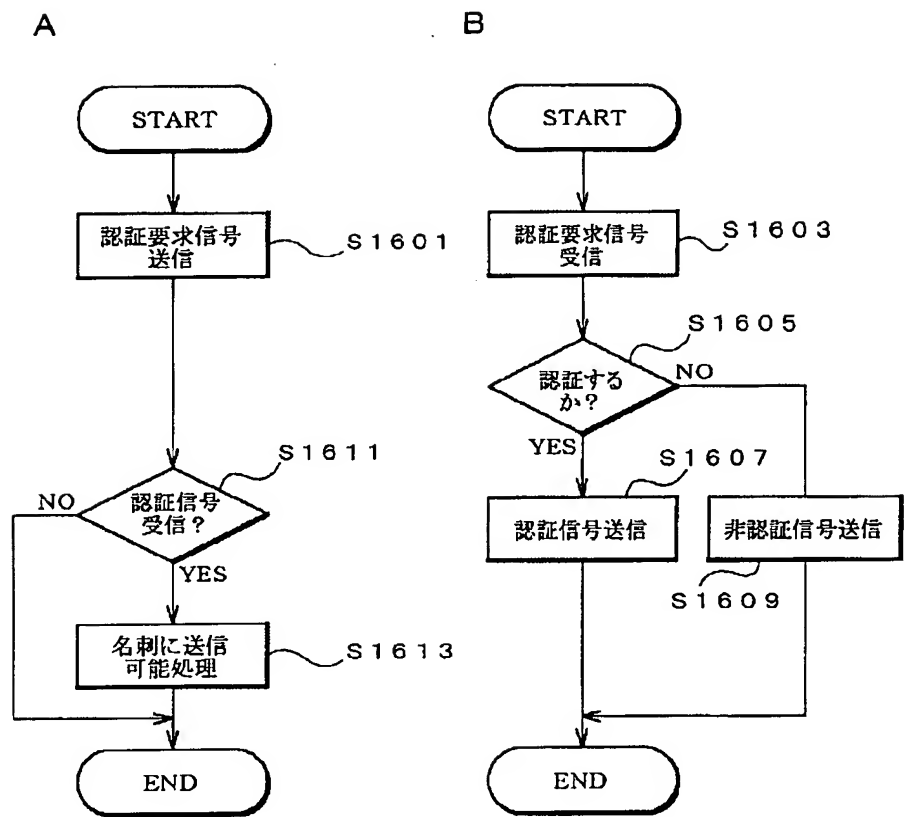 A
START
認証要求信号
送信
S1601
S1611
NO
認証信号
受信？
YES
名刺に送信
可能処理
S1613
END
B
START
認証要求信号
受信
S1603
S1605
認証する
か？
NO
YES
S1607
認証信号送信
非認証信号送信
S1609
END